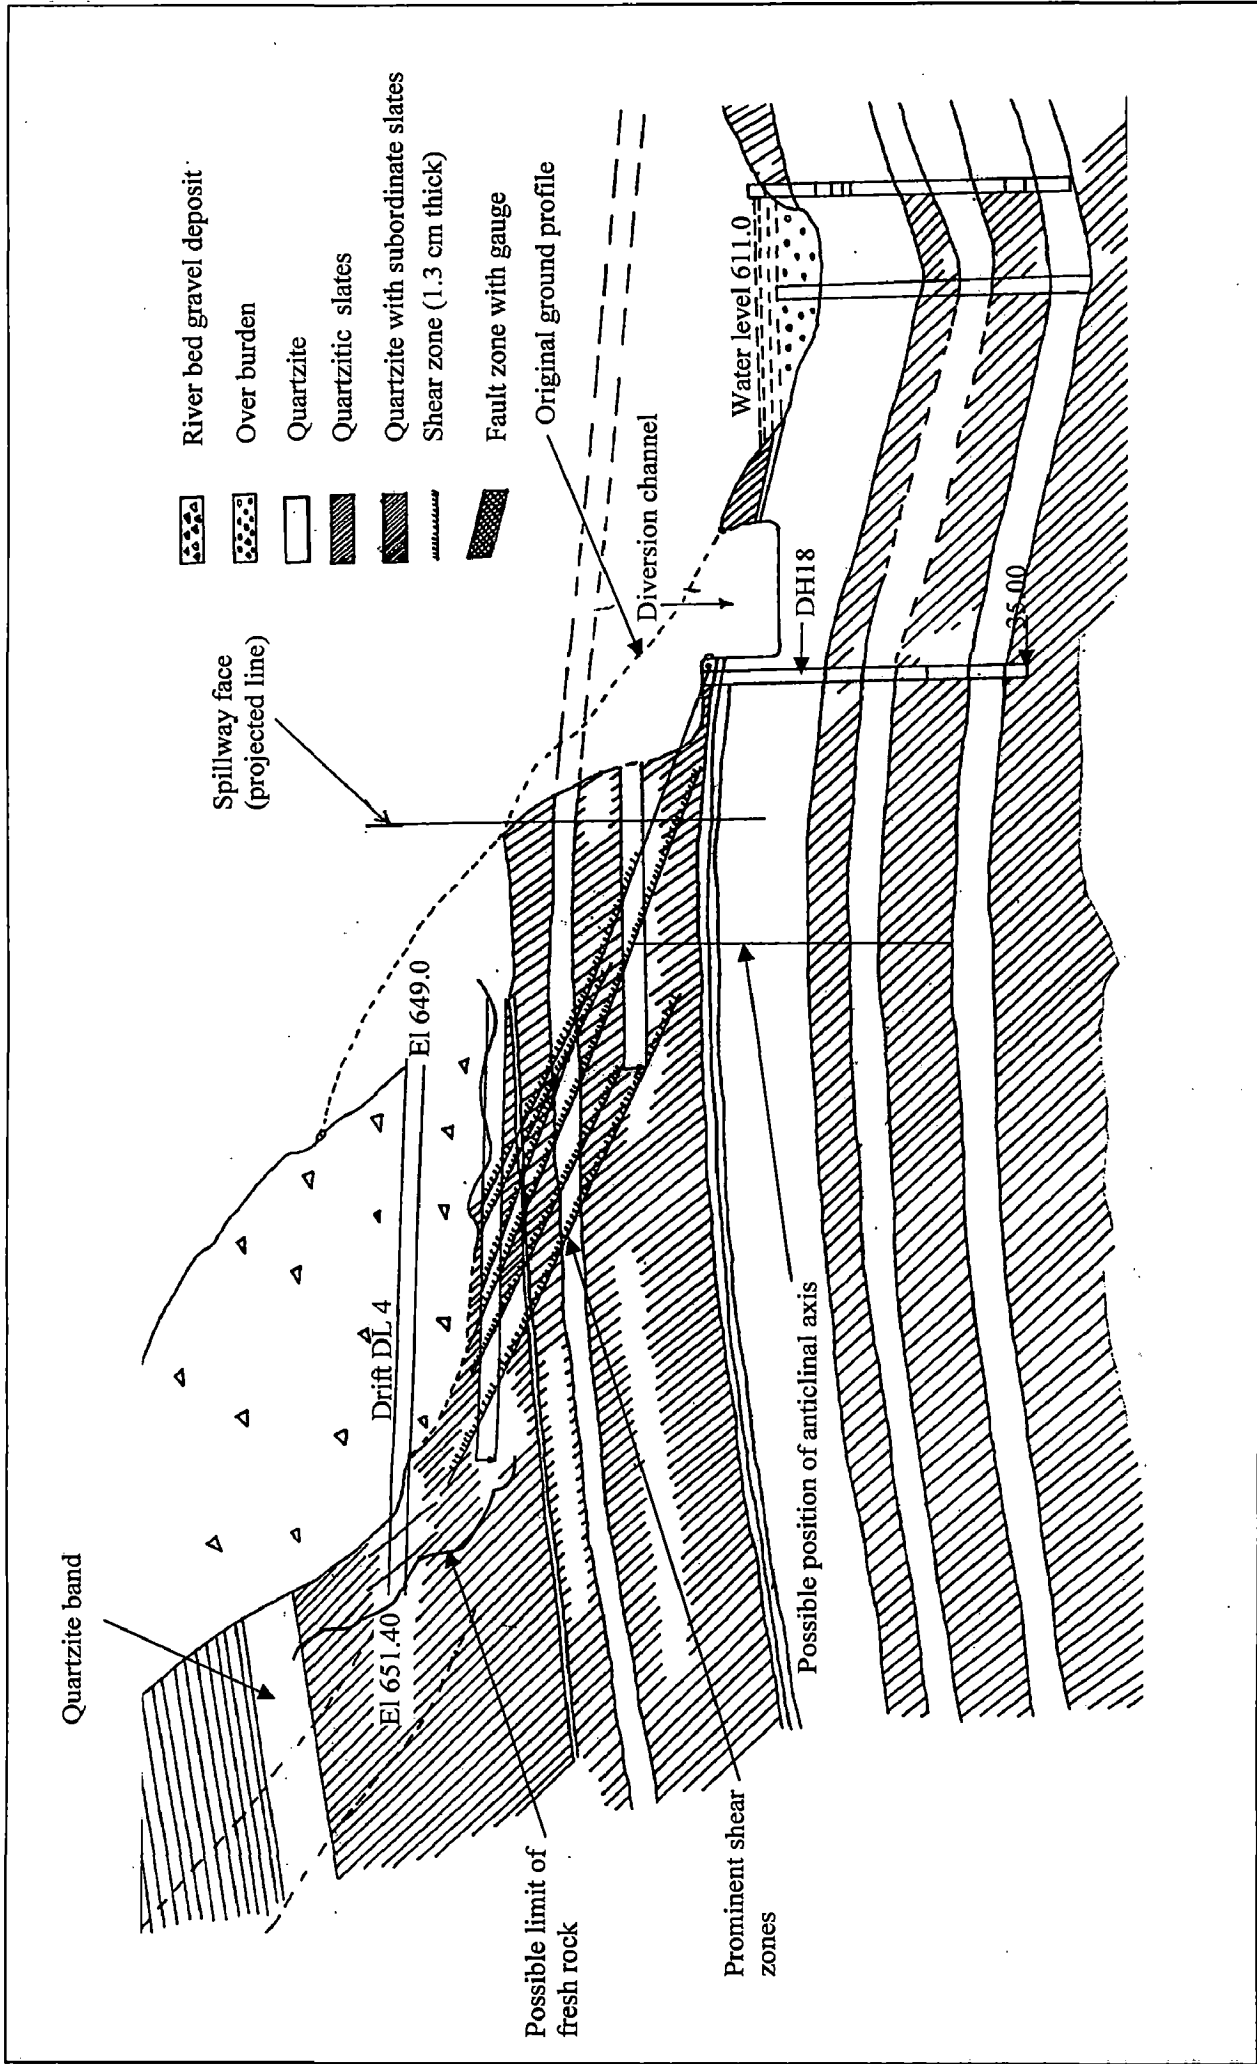 River bed gravel deposit
Over burden
Quartzite
Quartzitic slates
Quartzite with subordinate slates
Shear zone (1.3 cm thick)
Fault zone with gauge
Original ground profile
Spillway face
(projected line)
Diversion channel
Water level 611.0
DH18
25.00
El 649.0
Drift DL 4
El 651.40
Quartzite band
Possible limit of
fresh rock
Prominent shear
zones
Possible position of anticlinal axis